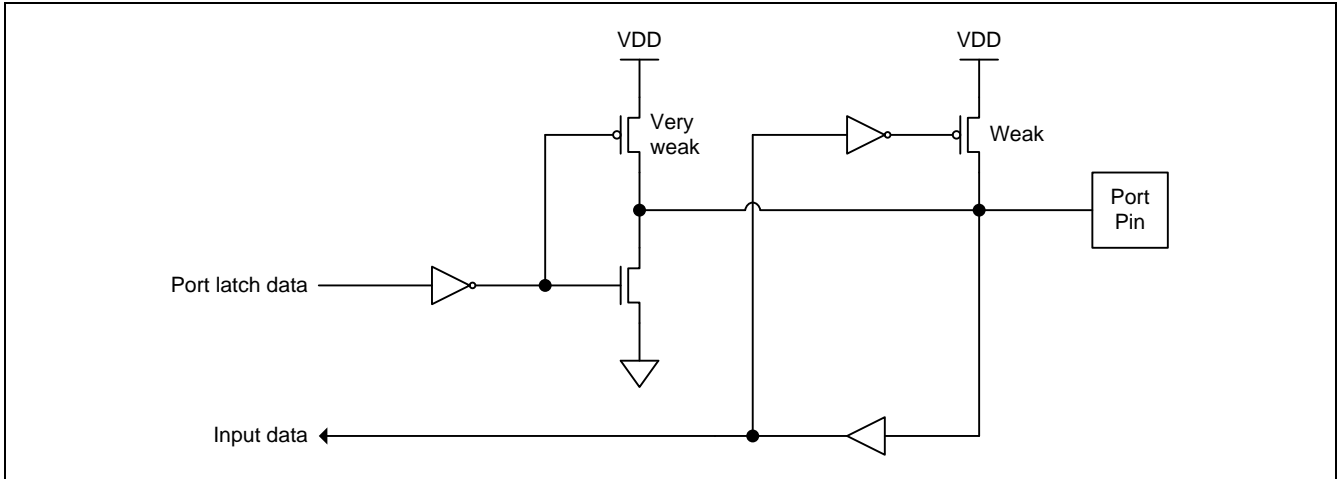 VDD
VDD
Very
weak
Weak
Port
Pin
Port latch data
Input data